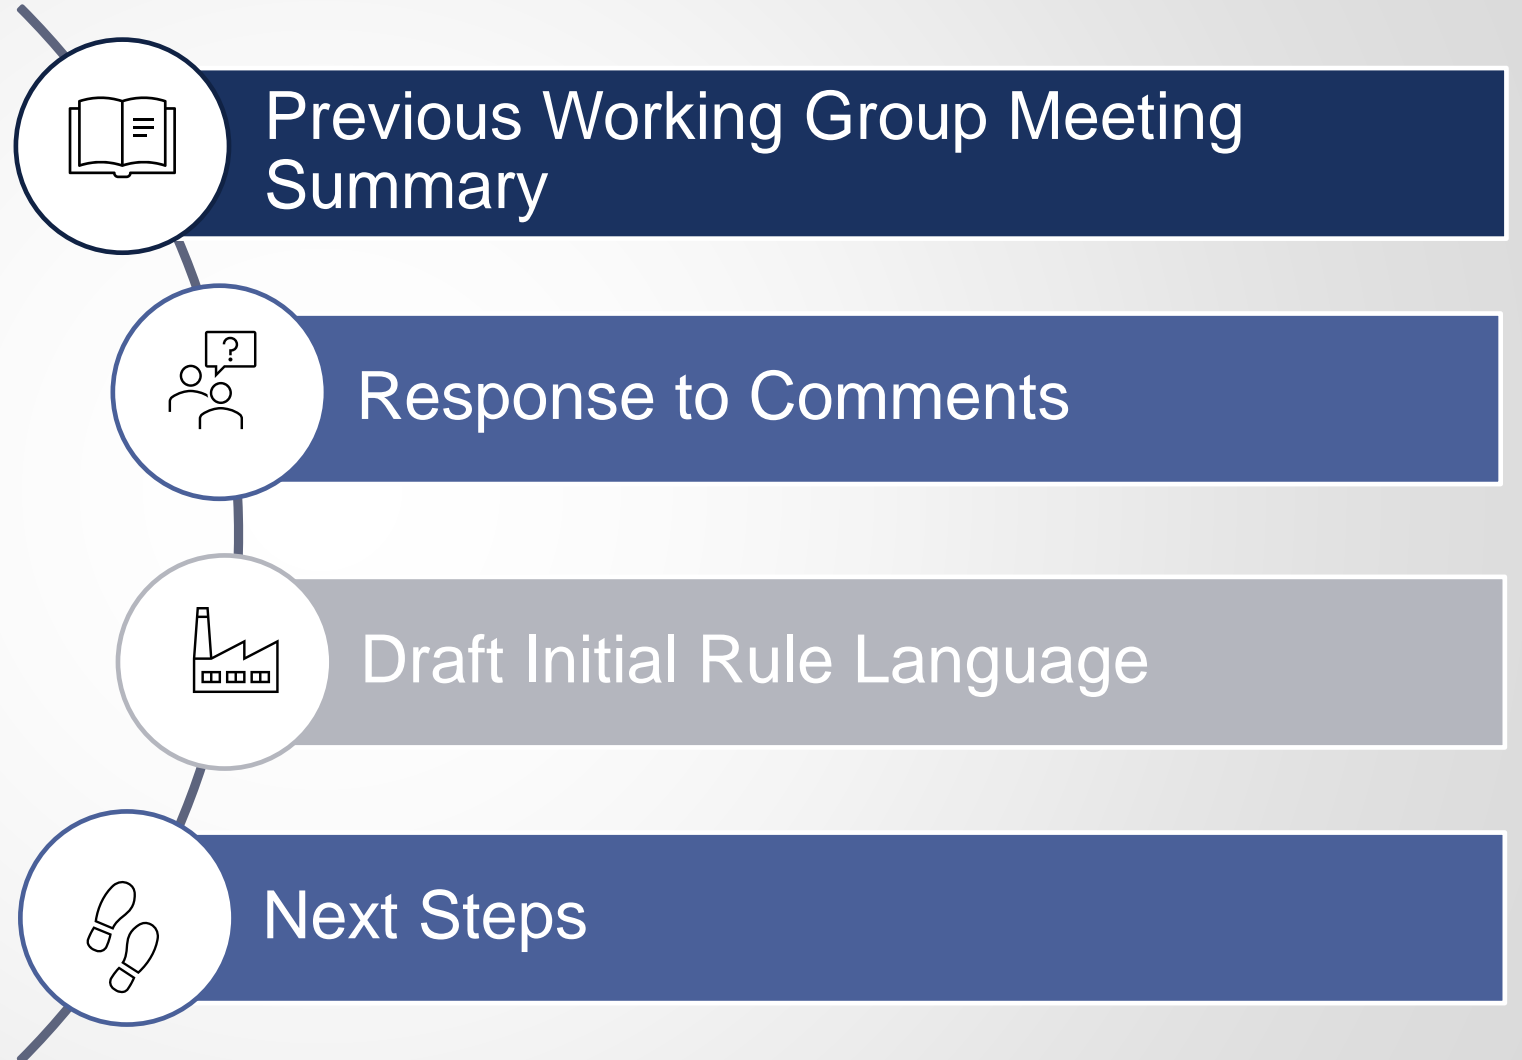 Previous Working Group Meeting
Summary
?
Response to Comments
Draft Initial Rule Language
Next Steps